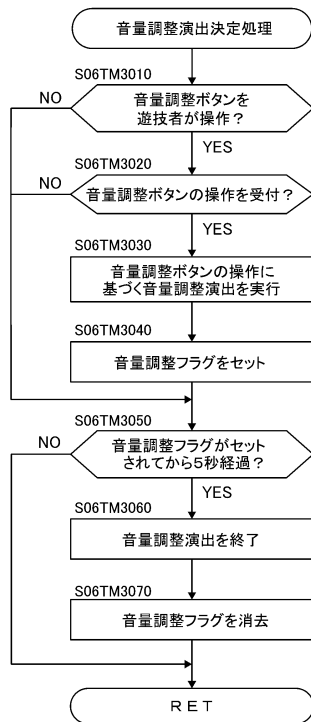 音量調整演出決定処理
S06TM3010
NO
音量調整ボタンを
遊技者が操作？
YES
S06TM3020
NO
音量調整ボタンの操作を受付？
YES
S06TM3030
音量調整ボタンの操作に
基づく音量調整演出を実行
S06TM3040
音量調整フラグをセット
S06TM3050
NO
音量調整フラグがセット
されてから5秒経過？
YES
S06TM3060
音量調整演出を終了
S06TM3070
音量調整フラグを消去
ＲＥＴ